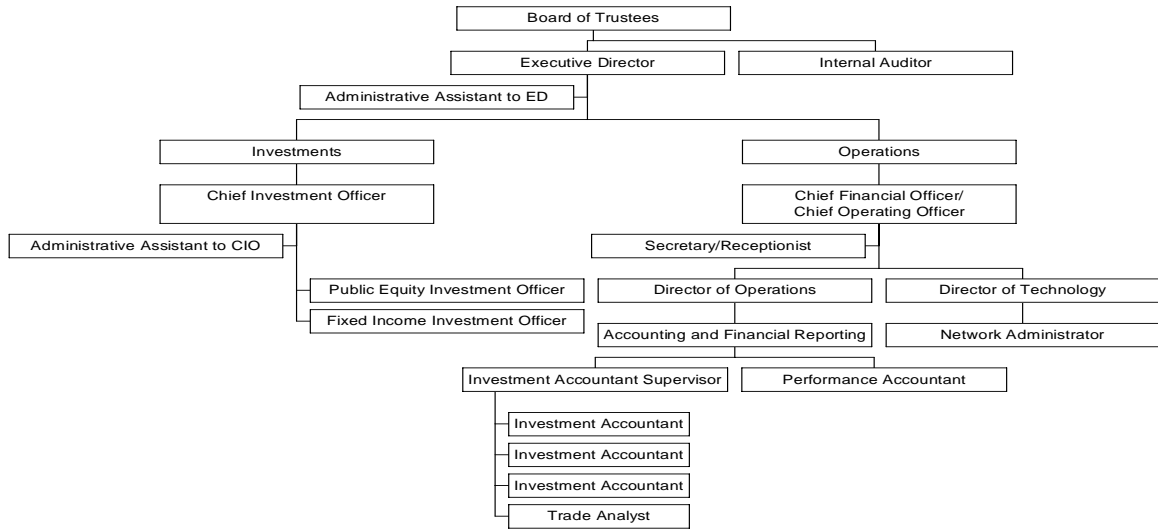 Board of Trustees
Executive Director
Internal Auditor
Administrative Assistant to ED
Investments
Operations
Chief Investment Officer
Chief Financial Officer/
Chief Operating Officer
Administrative Assistant to CIO
Secretary/Receptionist
Public Equity Investment Officer
Director of Operations
Director of Technology
Fixed Income Investment Officer
Accounting and Financial Reporting
Network Administrator
Investment Accountant Supervisor
Performance Accountant
Investment Accountant
Investment Accountant
Investment Accountant
Trade Analyst